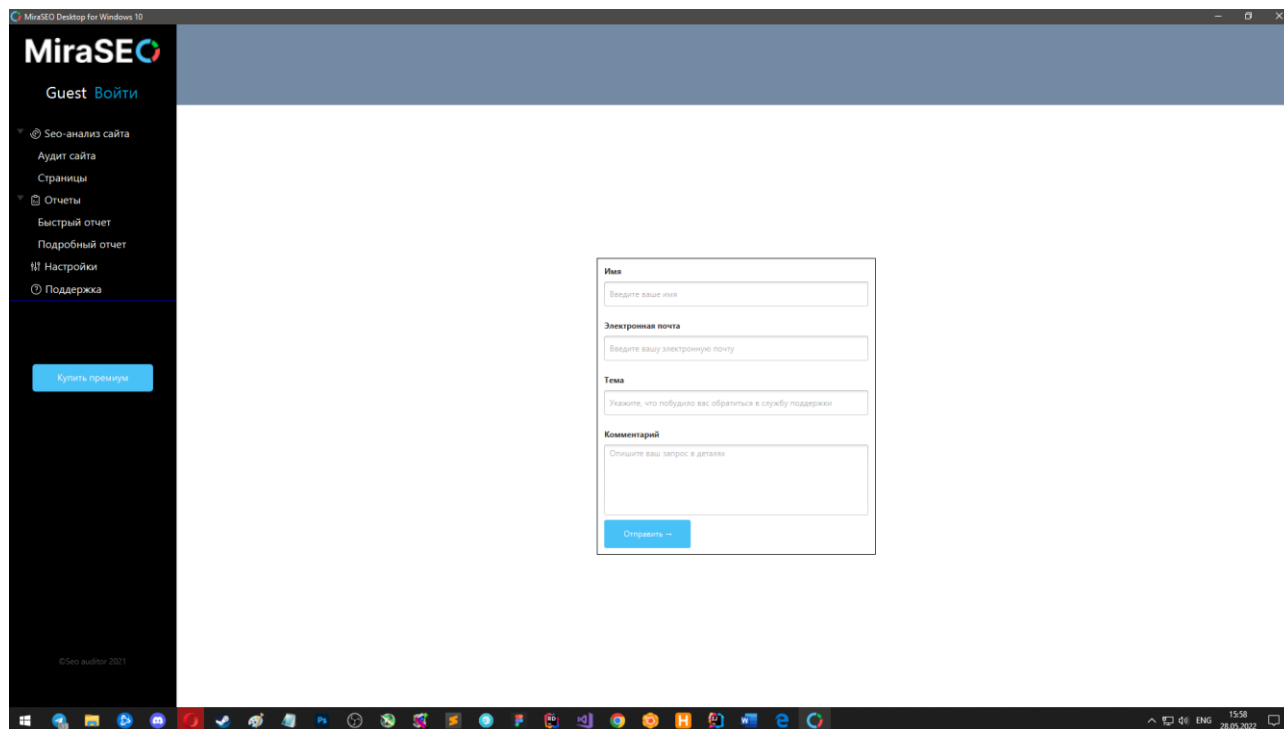 MiraSEO Desktop for Windows 10
MiraSEO
Guest Войти
Seo-анализ сайта
Аудит сайта
Страницы
Отчеты
Быстрый отчет
Подробный отчет
Настройки
Поддержка
Купить премиум
©Seo auditor 2021
Имя
Введите ваше имя
Электронная почта
Введите вашу электронную почту
Тема
Укажите, что побудило вас обратиться в службу поддержки
Комментарий
Опишите ваш запрос в деталях
Отправить →
ENG
15:58
28.05.2022